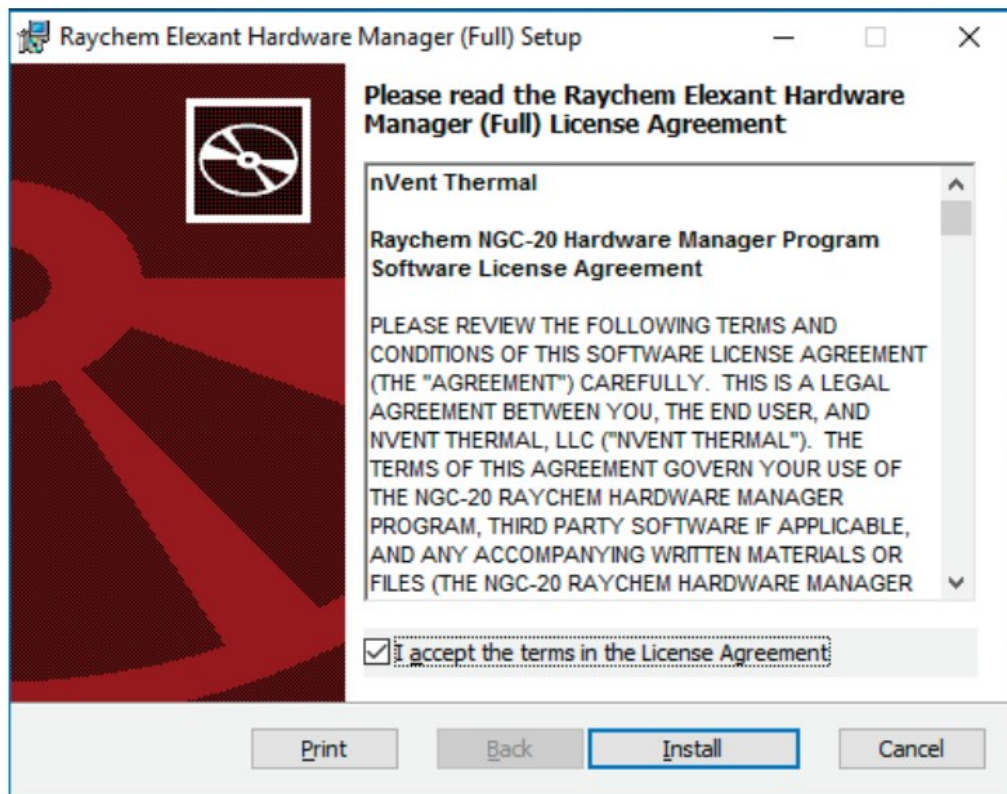 Raychem Elexant Hardware Manager (Full) Setup
Please read the Raychem Elexant Hardware
Manager (Full) License Agreement
nVent Thermal
Raychem NGC-20 Hardware Manager Program
Software License Agreement
PLEASE REVIEW THE FOLLOWING TERMS AND
CONDITIONS OF THIS SOFTWARE LICENSE AGREEMENT
(THE "AGREEMENT") CAREFULLY.  THIS IS A LEGAL
AGREEMENT BETWEEN YOU, THE END USER, AND
NVENT THERMAL, LLC ("NVENT THERMAL").  THE
TERMS OF THIS AGREEMENT GOVERN YOUR USE OF
THE NGC-20 RAYCHEM HARDWARE MANAGER
PROGRAM, THIRD PARTY SOFTWARE IF APPLICABLE,
AND ANY ACCOMPANYING WRITTEN MATERIALS OR
FILES (THE NGC-20 RAYCHEM HARDWARE MANAGER
I accept the terms in the License Agreement
Print Back Install Cancel